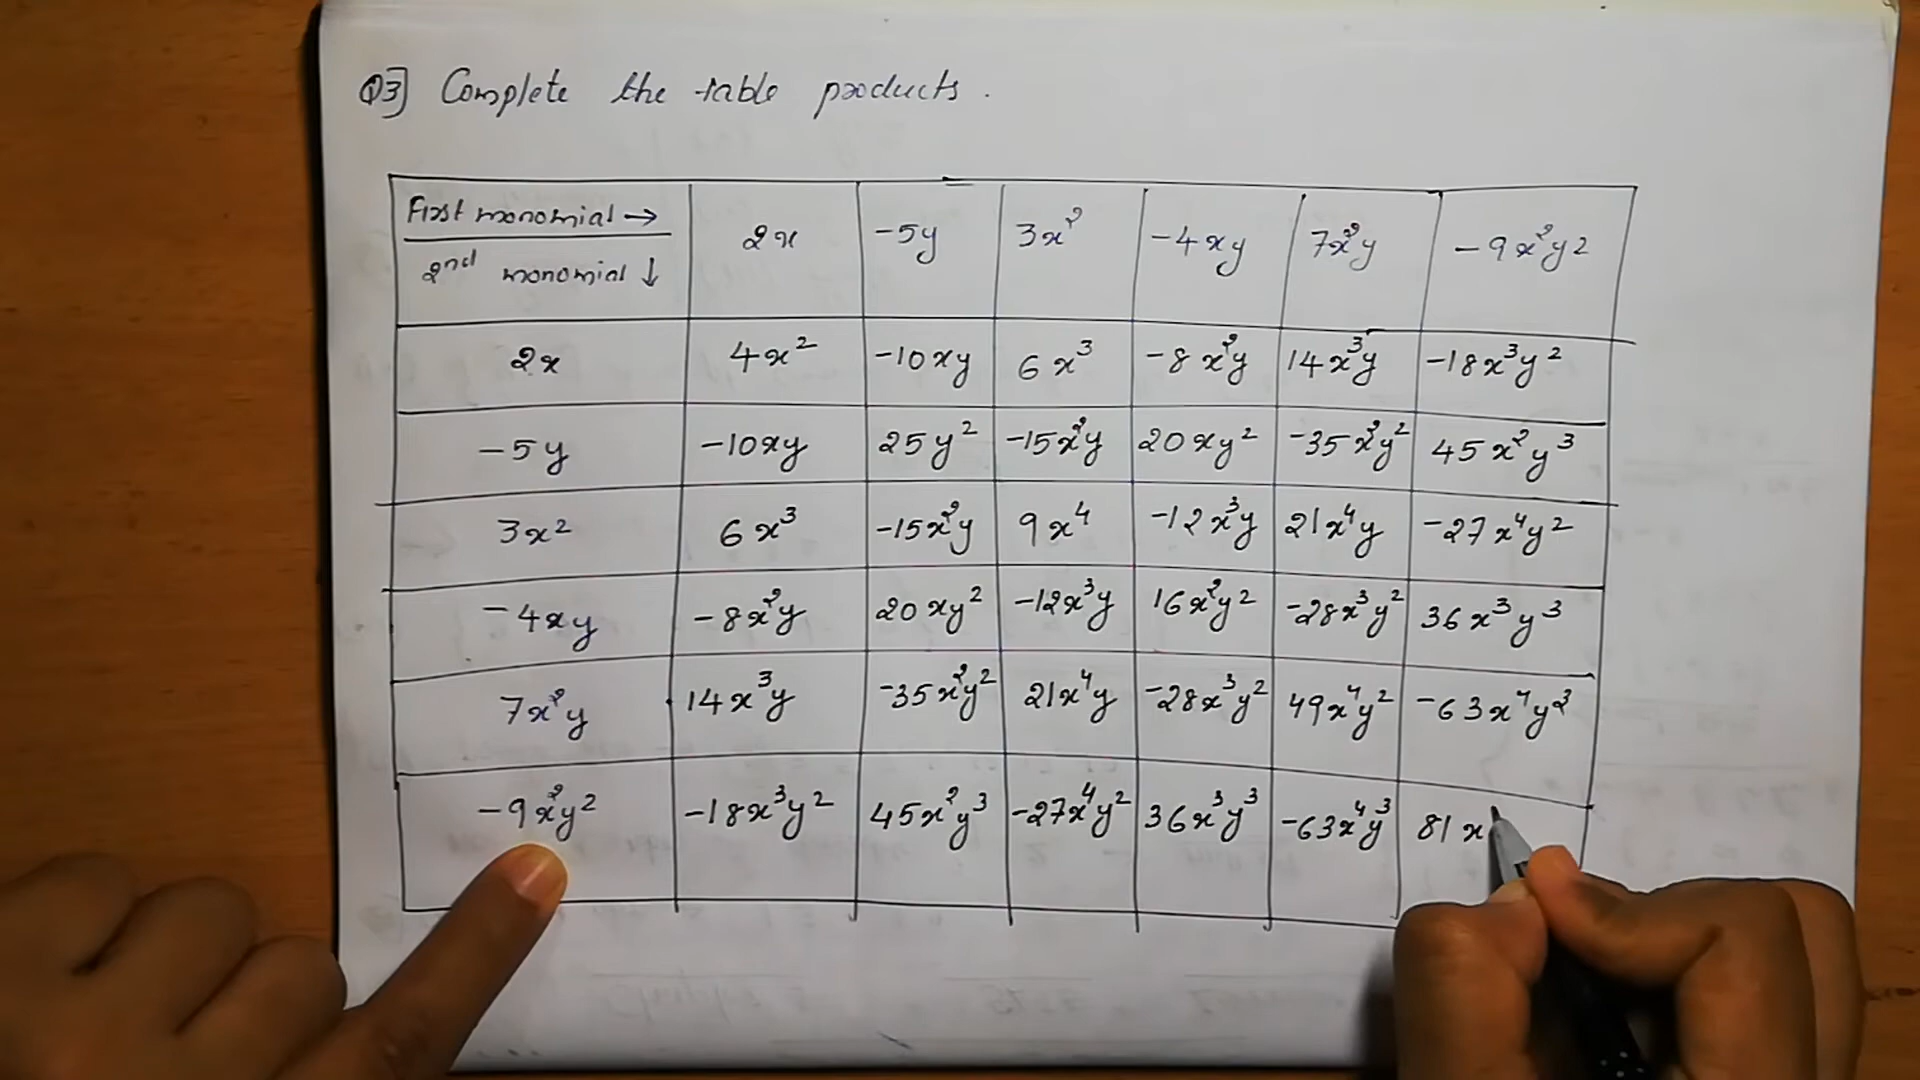 Q3] Complete the table products.
First monomial → 2x -5y 3x² -4xy 7x²y -9x²y²
2nd monomial ↓
2x 4x² -10xy 6x³ -8x²y 14x³y -18x³y²
-5y -10xy 25y² -15x²y 20xy² -35x²y² 45x²y³
3x² 6x³ -15x²y 9x⁴ -12x³y 21x⁴y -27x⁴y²
-4xy -8x²y 20xy² -12x³y 16x²y² -28x³y² 36x³y³
7x²y 14x³y -35x²y² 21x⁴y -28x³y² 49x⁴y² -63x⁴y³
-9x²y² -18x³y² 45x²y³ -27x⁴y² 36x³y³ -63x⁴y³ 81x